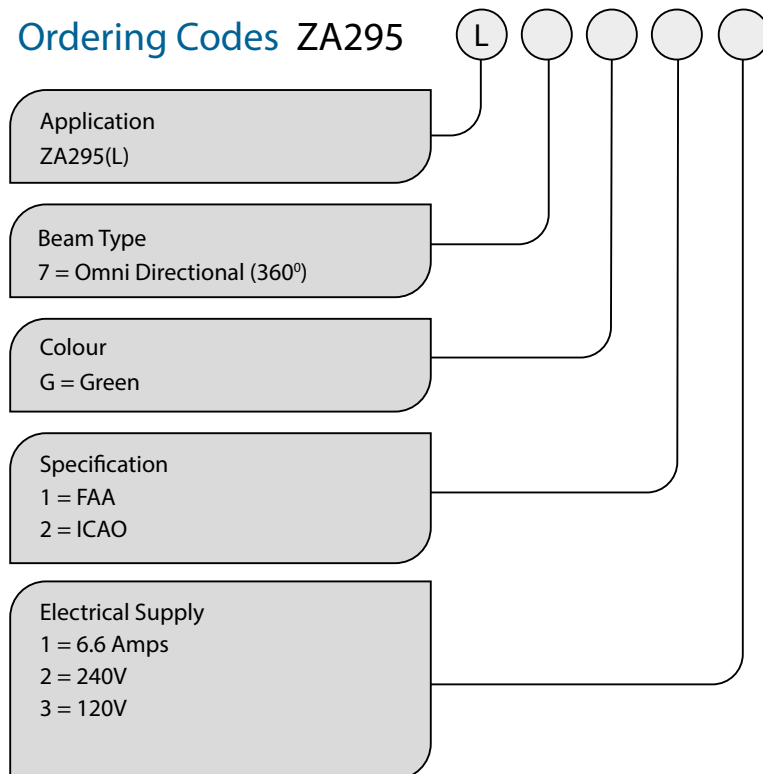 Ordering Codes ZA295 L
Application
ZA295(L)
Beam Type
7 = Omni Directional (360⁰)
Colour
G = Green
Specification
1 = FAA
2 = ICAO
Electrical Supply
1 = 6.6 Amps
2 = 240V
3 = 120V